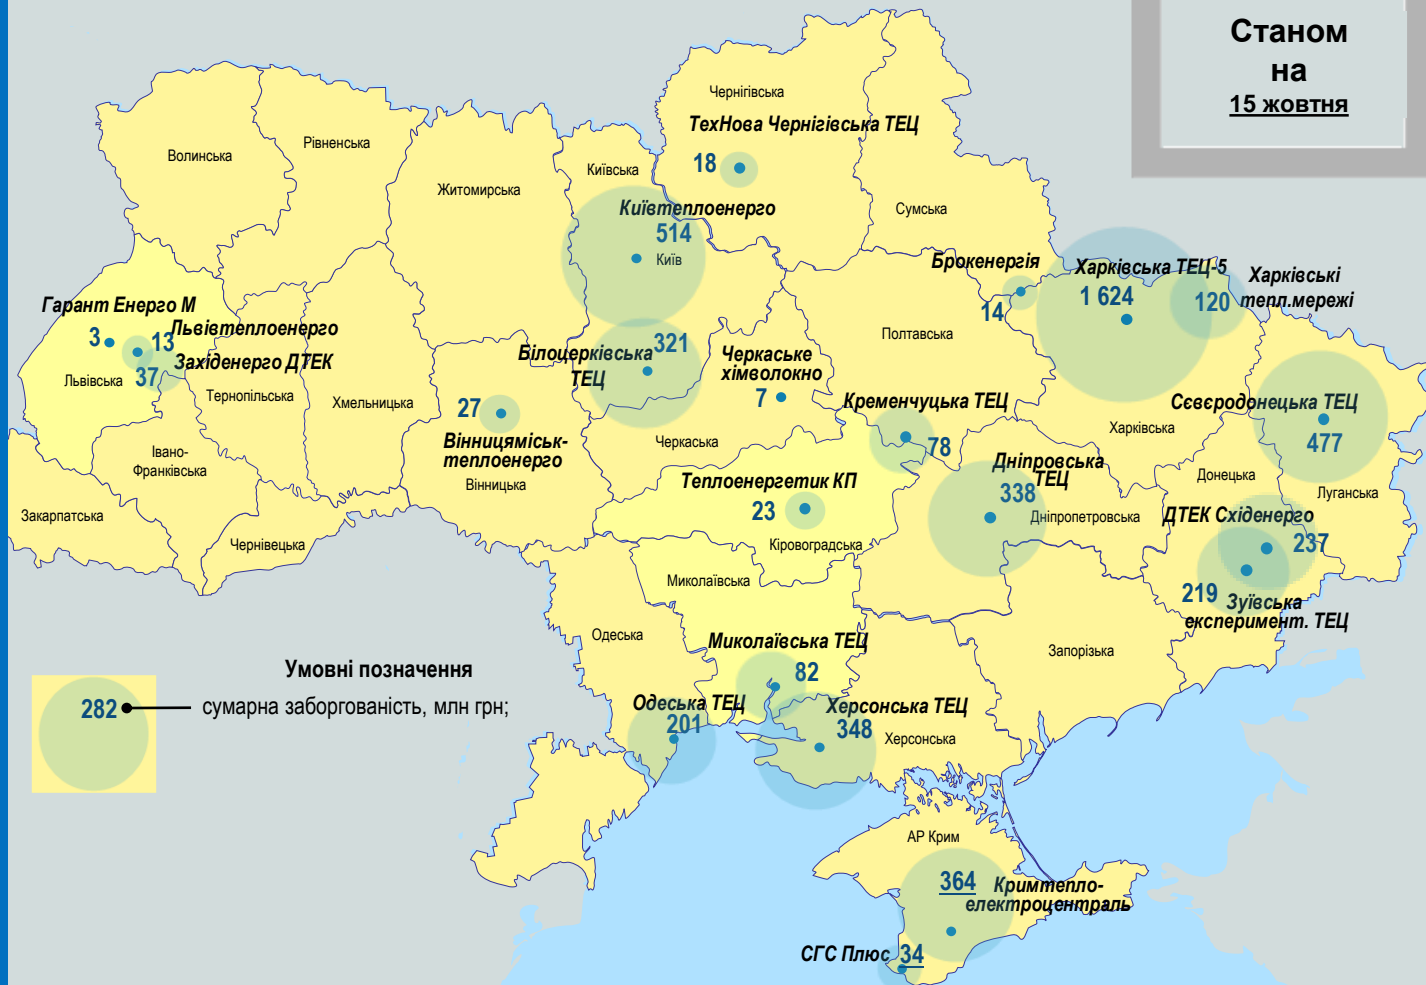 Станом
на
15 жовтня
Чернігівська
ТехНова Чернігівська ТЕЦ
18
Волинська
Рівненська
Київська
Житомирська
Сумська
Київтеплоенерго
514
Київ
Брокенергія
14
Харківська ТЕЦ-5
1 624
120
Харківські
тепл.мережі
Гарант Енерго М
3
13
Львівтеплоенерго
Західенерго ДТЕК
37
Львівська
Тернопільська
Хмельницька
Полтавська
Білоцерківська
ТЕЦ
321
Черкаське
хімволокно
7
27
Вінницяміськ-
теплоенерго
Вінницька
Кременчуцька ТЕЦ
78
Сєвєродонецька ТЕЦ
477
Харківська
Черкаська
Івано-
Франківська
Дніпровська
ТЕЦ
338
Дніпропетровська
Донецька
Луганська
Теплоенергетик КП
23
Кіровоградська
Закарпатська
Чернівецька
ДТЕК Східенерго
237
219
Зуївська
експеримент. ТЕЦ
Миколаївська
Одеська
Миколаївська ТЕЦ
82
Запорізька
Умовні позначення
282
сумарна заборгованість, млн грн;
Одеська ТЕЦ
201
Херсонська ТЕЦ
348
Херсонська
АР Крим
364
Кримтепло-
електроцентраль
СГС Плюс
34